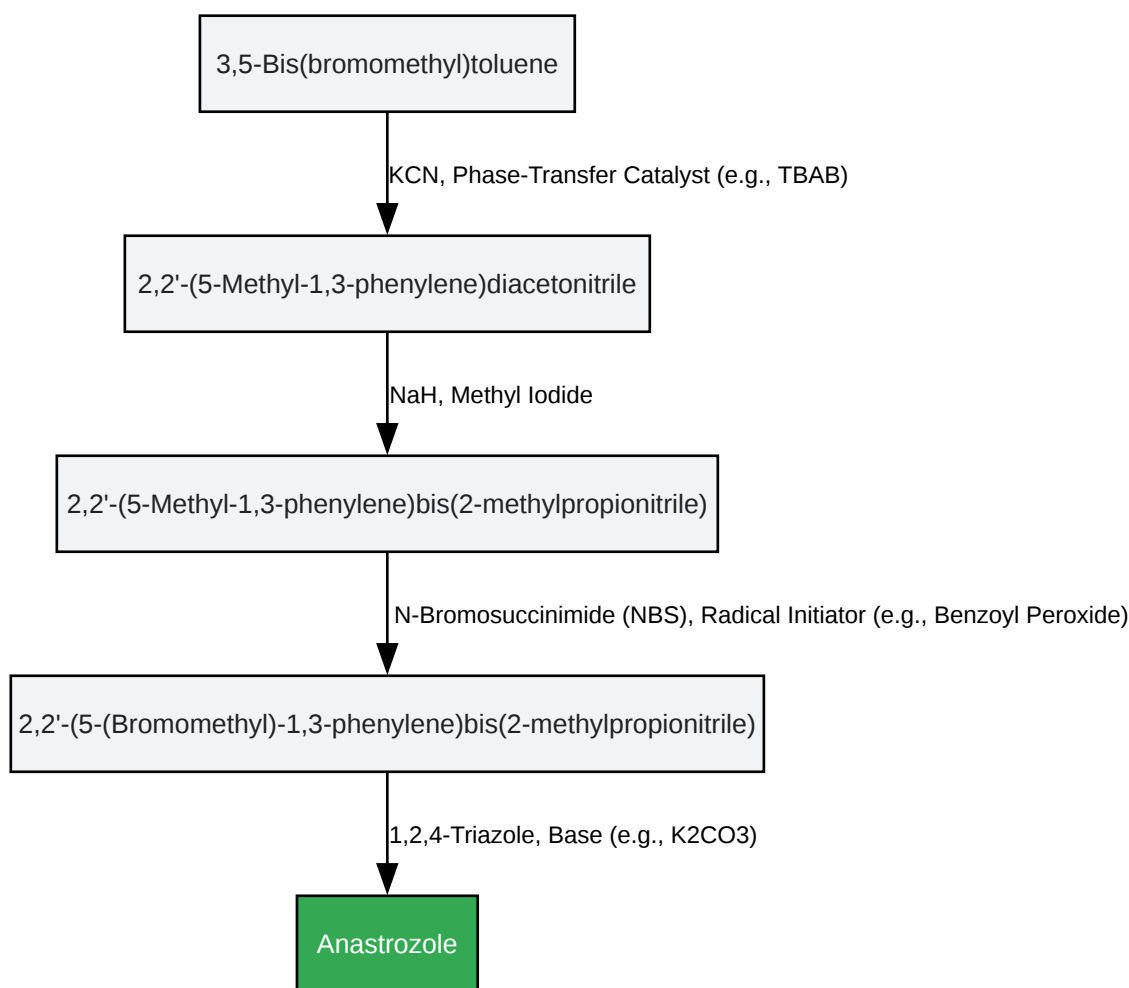 3,5-Bis(bromomethyl)toluene
KCN, Phase-Transfer Catalyst (e.g., TBAB)
2,2'-(5-Methyl-1,3-phenylene)diacetonitrile
NaH, Methyl Iodide
2,2'-(5-Methyl-1,3-phenylene)bis(2-methylpropionitrile)
N-Bromosuccinimide (NBS), Radical Initiator (e.g., Benzoyl Peroxide)
2,2'-(5-(Bromomethyl)-1,3-phenylene)bis(2-methylpropionitrile)
1,2,4-Triazole, Base (e.g., K2CO3)
Anastrozole